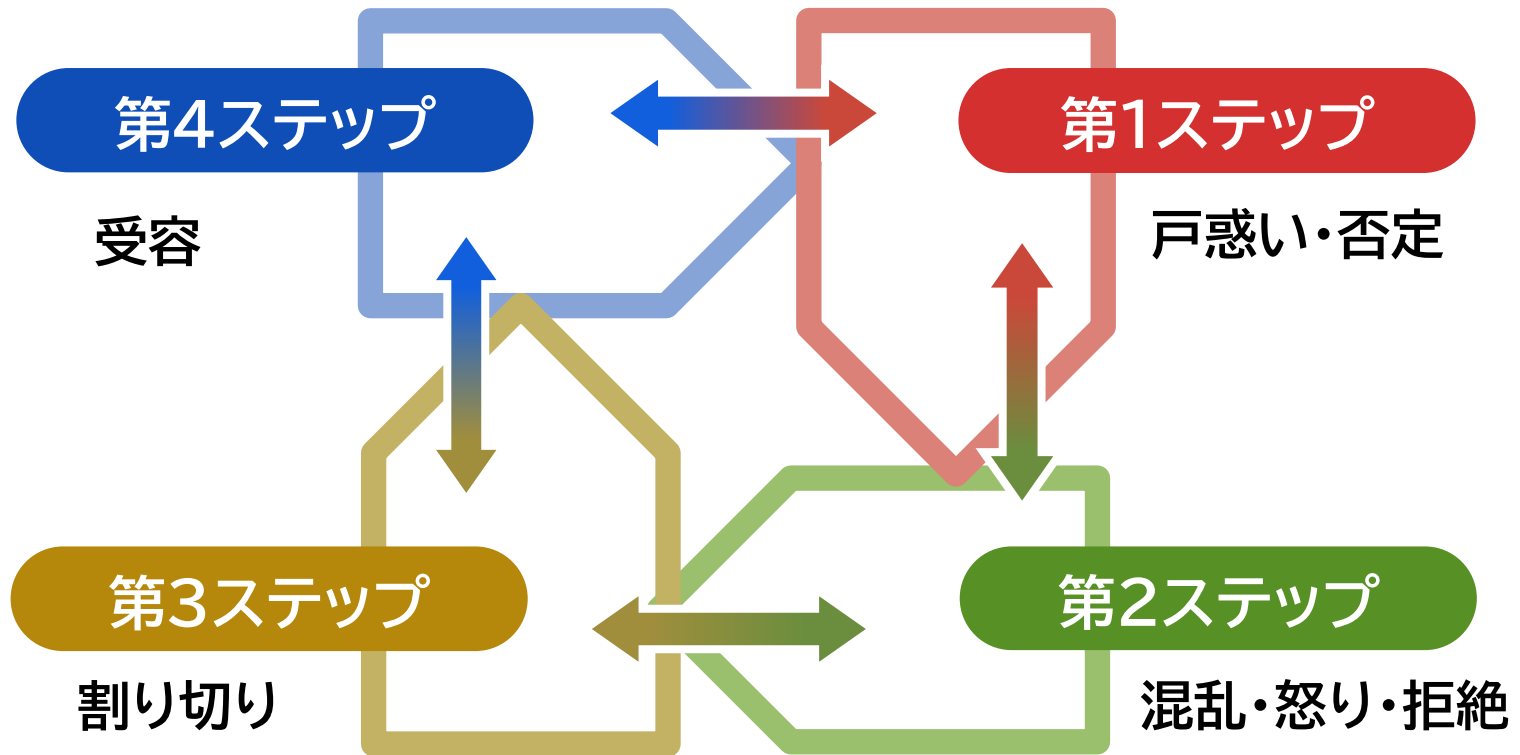 第4ステップ
受容
第1ステップ
戸惑い・否定
第3ステップ
割り切り
第2ステップ
混乱・怒り・拒絶